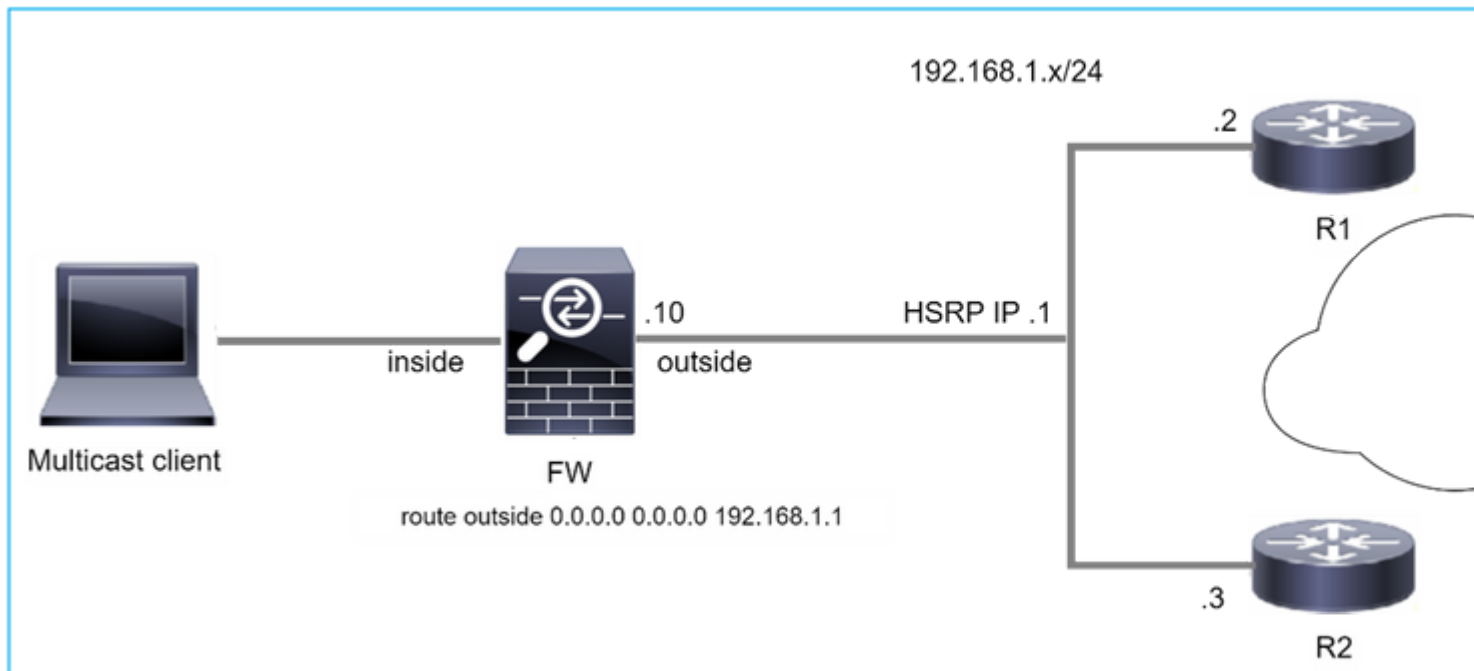 192.168.1.x/24
.2
R1
.10
HSRP IP .1
inside
outside
Multicast client
FW
route outside 0.0.0.0 0.0.0.0 192.168.1.1
.3
R2